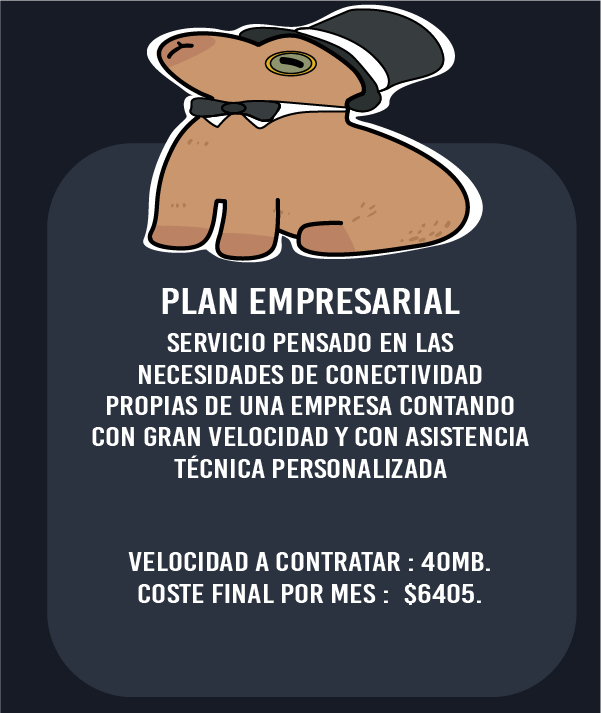 PLAN EMPRESARIAL
SERVICIO PENSADO EN LAS
NECESIDADES DE CONECTIVIDAD
PROPIAS DE UNA EMPRESA CONTANDO
CON GRAN VELOCIDAD Y CON ASISTENCIA
TÉCNICA PERSONALIZADA
VELOCIDAD A CONTRATAR : 40MB.
COSTE FINAL POR MES :  $6405.